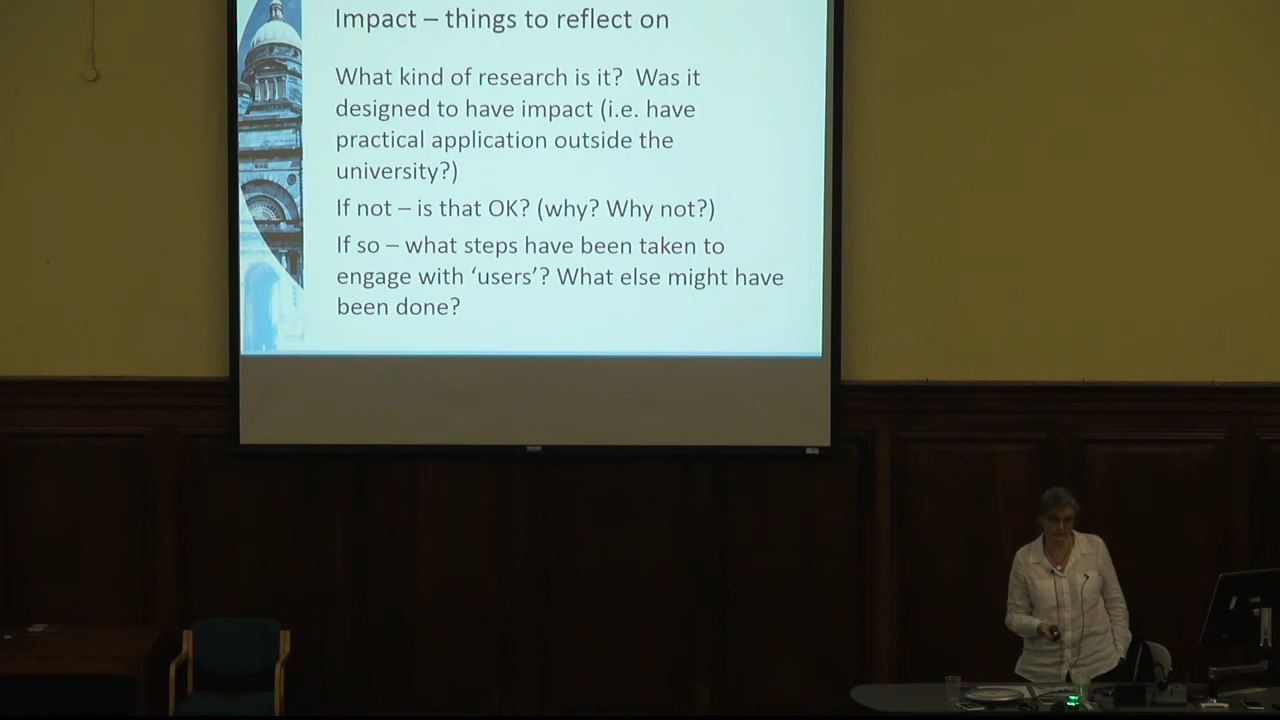 Impact – things to reflect on
What kind of research is it?  Was it
designed to have impact (i.e. have
practical application outside the
university?)
If not – is that OK? (why? Why not?)
If so – what steps have been taken to
engage with ‘users’? What else might have
been done?